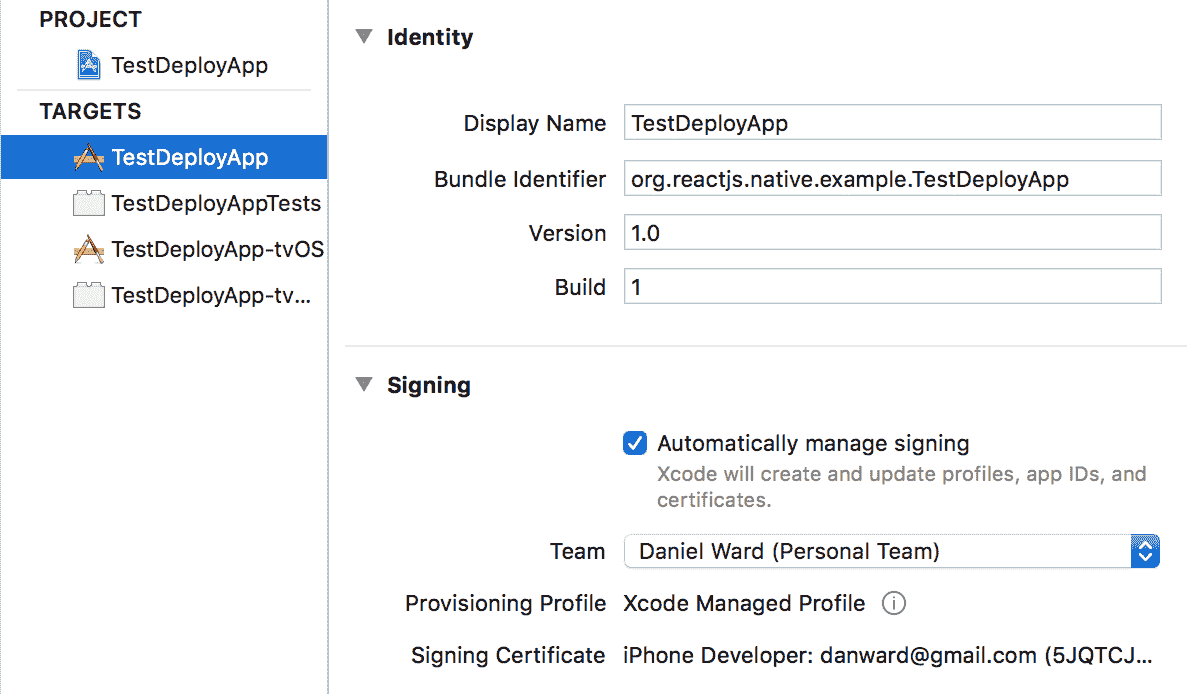 PROJECT
TestDeployApp
TARGETS
TestDeployApp
TestDeployAppTests
TestDeployApp-tvOS
TestDeployApp-tv...
Identity
Display Name TestDeployApp
Bundle Identifier org.reactjs.native.example.TestDeployApp
Version 1.0
Build 1
Signing
Automatically manage signing
Xcode will create and update profiles, app IDs, and
certificates.
Team Daniel Ward (Personal Team)
Provisioning Profile Xcode Managed Profile
Signing Certificate iPhone Developer: danward@gmail.com (5JQTCJ...